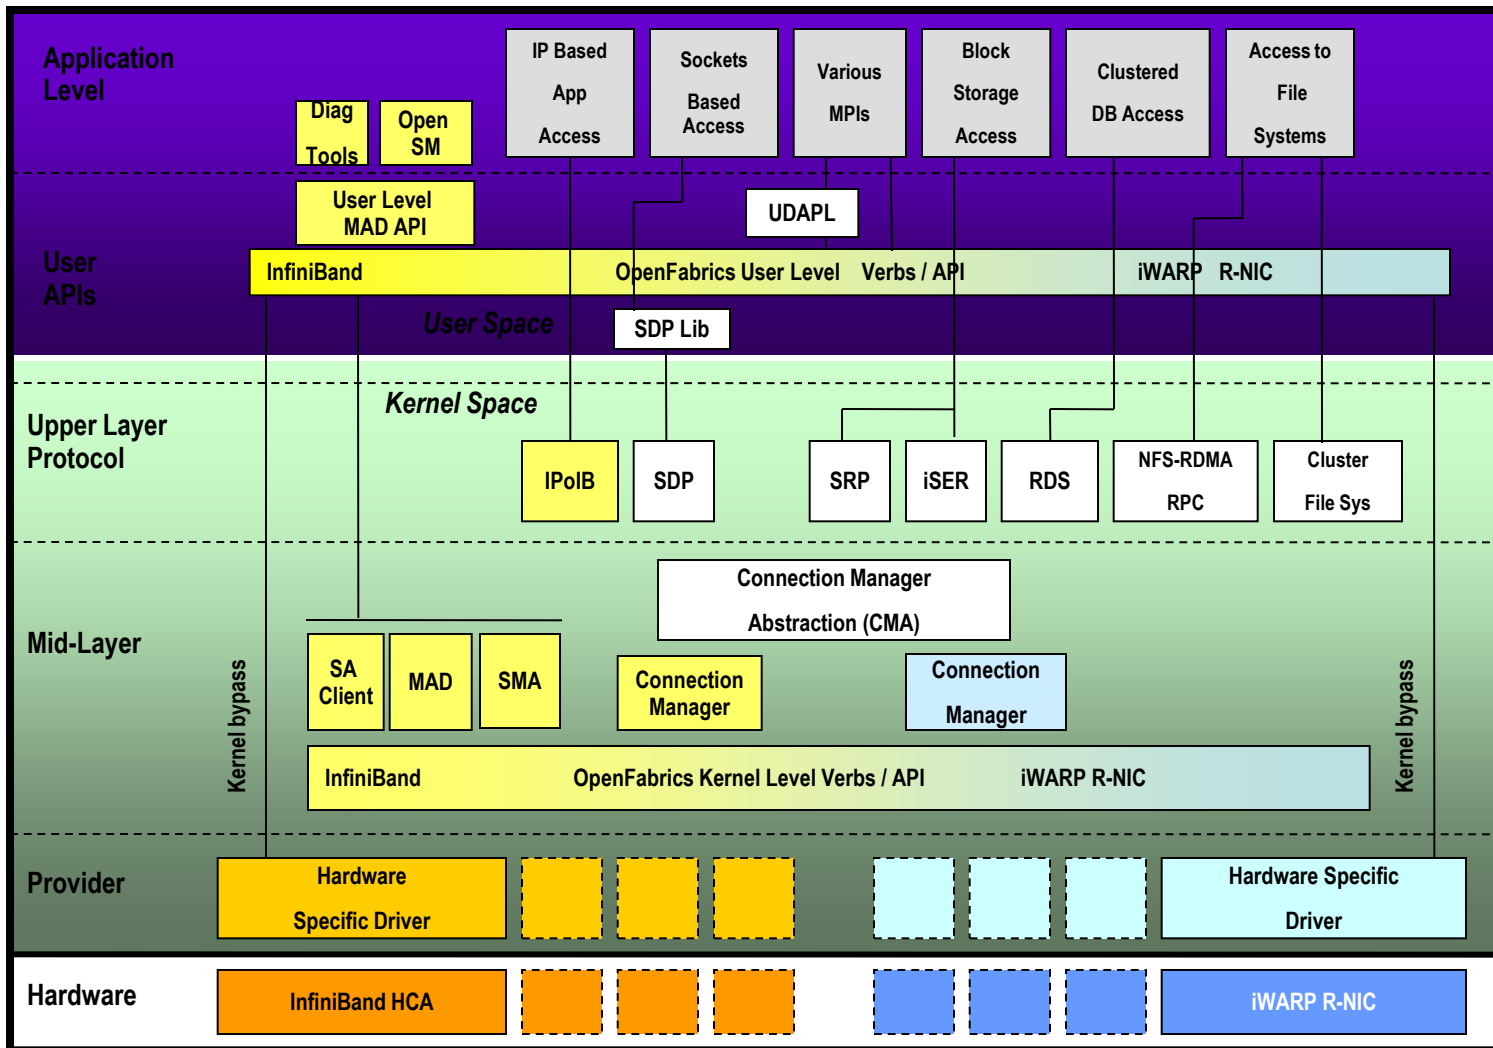 Application
Level
IP Based
App
Access
Sockets
Based
Access
Various
MPIs
Block
Storage
Access
Clustered
DB Access
Access to
File
Systems
Diag
Tools
Open
SM
User Level
MAD API
UDAPL
User
APIs
InfiniBand OpenFabrics User Level Verbs / API iWARP R-NIC
User Space
SDP Lib
Kernel Space
Upper Layer
Protocol
IPoIB
SDP
SRP
iSER
RDS
NFS-RDMA
RPC
Cluster
File Sys
Mid-Layer
Connection Manager
Abstraction (CMA)
SA
Client
MAD
SMA
Connection
Manager
Connection
Manager
Kernel bypass
Kernel bypass
InfiniBand OpenFabrics Kernel Level Verbs / API iWARP R-NIC
Provider
Hardware
Specific Driver
Hardware Specific
Driver
Hardware
InfiniBand HCA
iWARP R-NIC